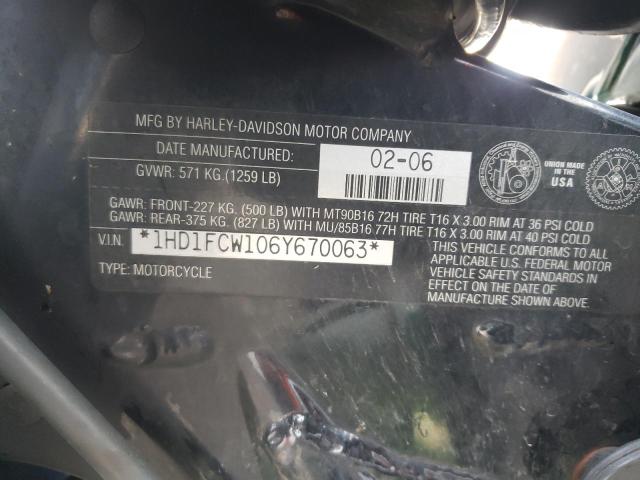 MFG BY HARLEY-DAVIDSON MOTOR COMPANY
DATE MANUFACTURED: 02-06
GVWR: 571 KG (1259 LB)
UNION MADE
IN THE
USA
GAWR: FRONT-227 KG. (500 LB) WITH MT90B16 72H TIRE T16 X 3.00 RIM AT 36 PSI COLD
GAWR: REAR-375 KG. (827 LB) WITH MU/85B16 77H TIRE T16 X 3.00 RIM AT 40 PSI COLD
V.I.N. *1HD1FCW106Y670063*
TYPE: MOTORCYCLE
THIS VEHICLE CONFORMS TO ALL APPLICABLE U.S. FEDERAL MOTOR
VEHICLE SAFETY STANDARDS IN
EFFECT ON THE DATE OF
MANUFACTURE SHOWN ABOVE.